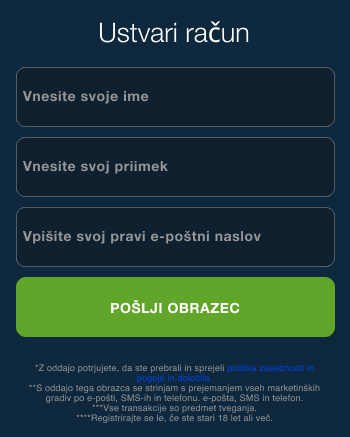 Ustvari račun
Vnesite svoje ime
Vnesite svoj priimek
Vpišite svoj pravi e-poštni naslov
POŠLJI OBRAZEC
*Z oddajo potrjujete, da ste prebrali in sprejeli politika zasebnosti in
pogoje in določila.
**S oddajo tega obrazca se strinjam s prejemanjem vseh marketinških
gradiv po e-pošti, SMS-ih in telefonu. e-pošta, SMS in telefon.
***Vse transakcije so predmet tveganja.
****Registrirajte se le, če ste stari 18 let ali več.